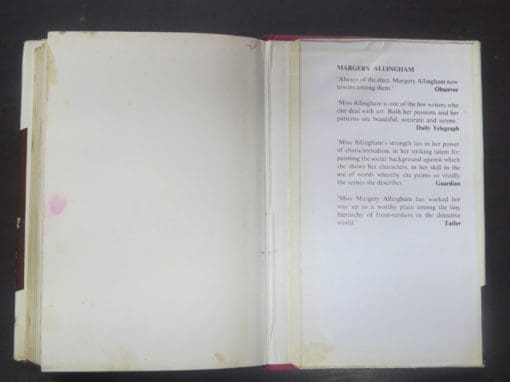 MARGERY ALLINGHAM
'Always of the elect, Margery Allingham now
towers among them.' Observer
'Miss Allingham is one of the few writers who
can deal with art. Both her passions and her
patterns are beautiful, accurate and serene.'
Daily Telegraph
'Miss Allingham's strength lies in her power
of characterisation, in her striking talent for
painting the social background against which
she shows her characters, in her skill in the
use of words whereby she paints so vividly
the scenes she describes.' Guardian
'Miss Margery Allingham has worked her
way up to a worthy place among the tiny
hierarchy of front-rankers in the detective
world.' Tatler